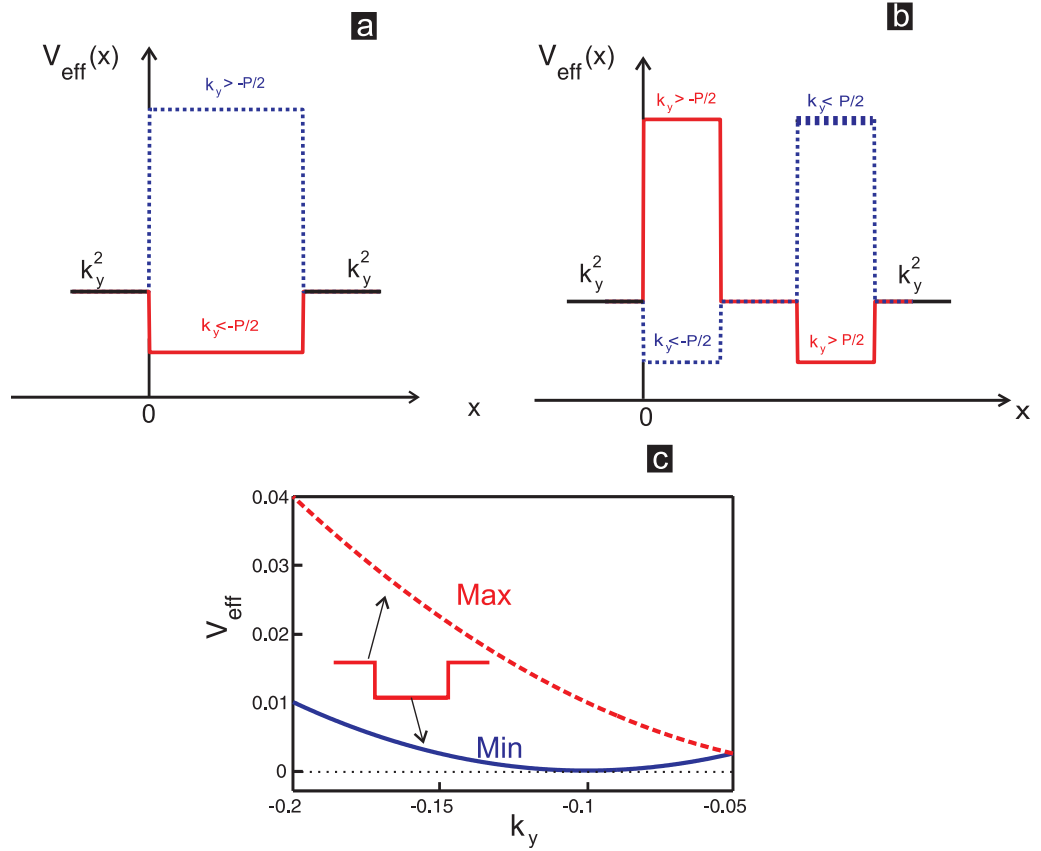 a
V_eff(x)
k_y > -P/2
k_y^2
k_y^2
k_y<-P/2
0
x
b
V_eff(x)
k_y > -P/2
k_y< P/2
k_y^2
k_y^2
k_y<-P/2
k_y > P/2
0
x
c
0.04
0.03
0.02
0.01
0
V_eff
Max
Min
-0.2
-0.15
-0.1
-0.05
k_y